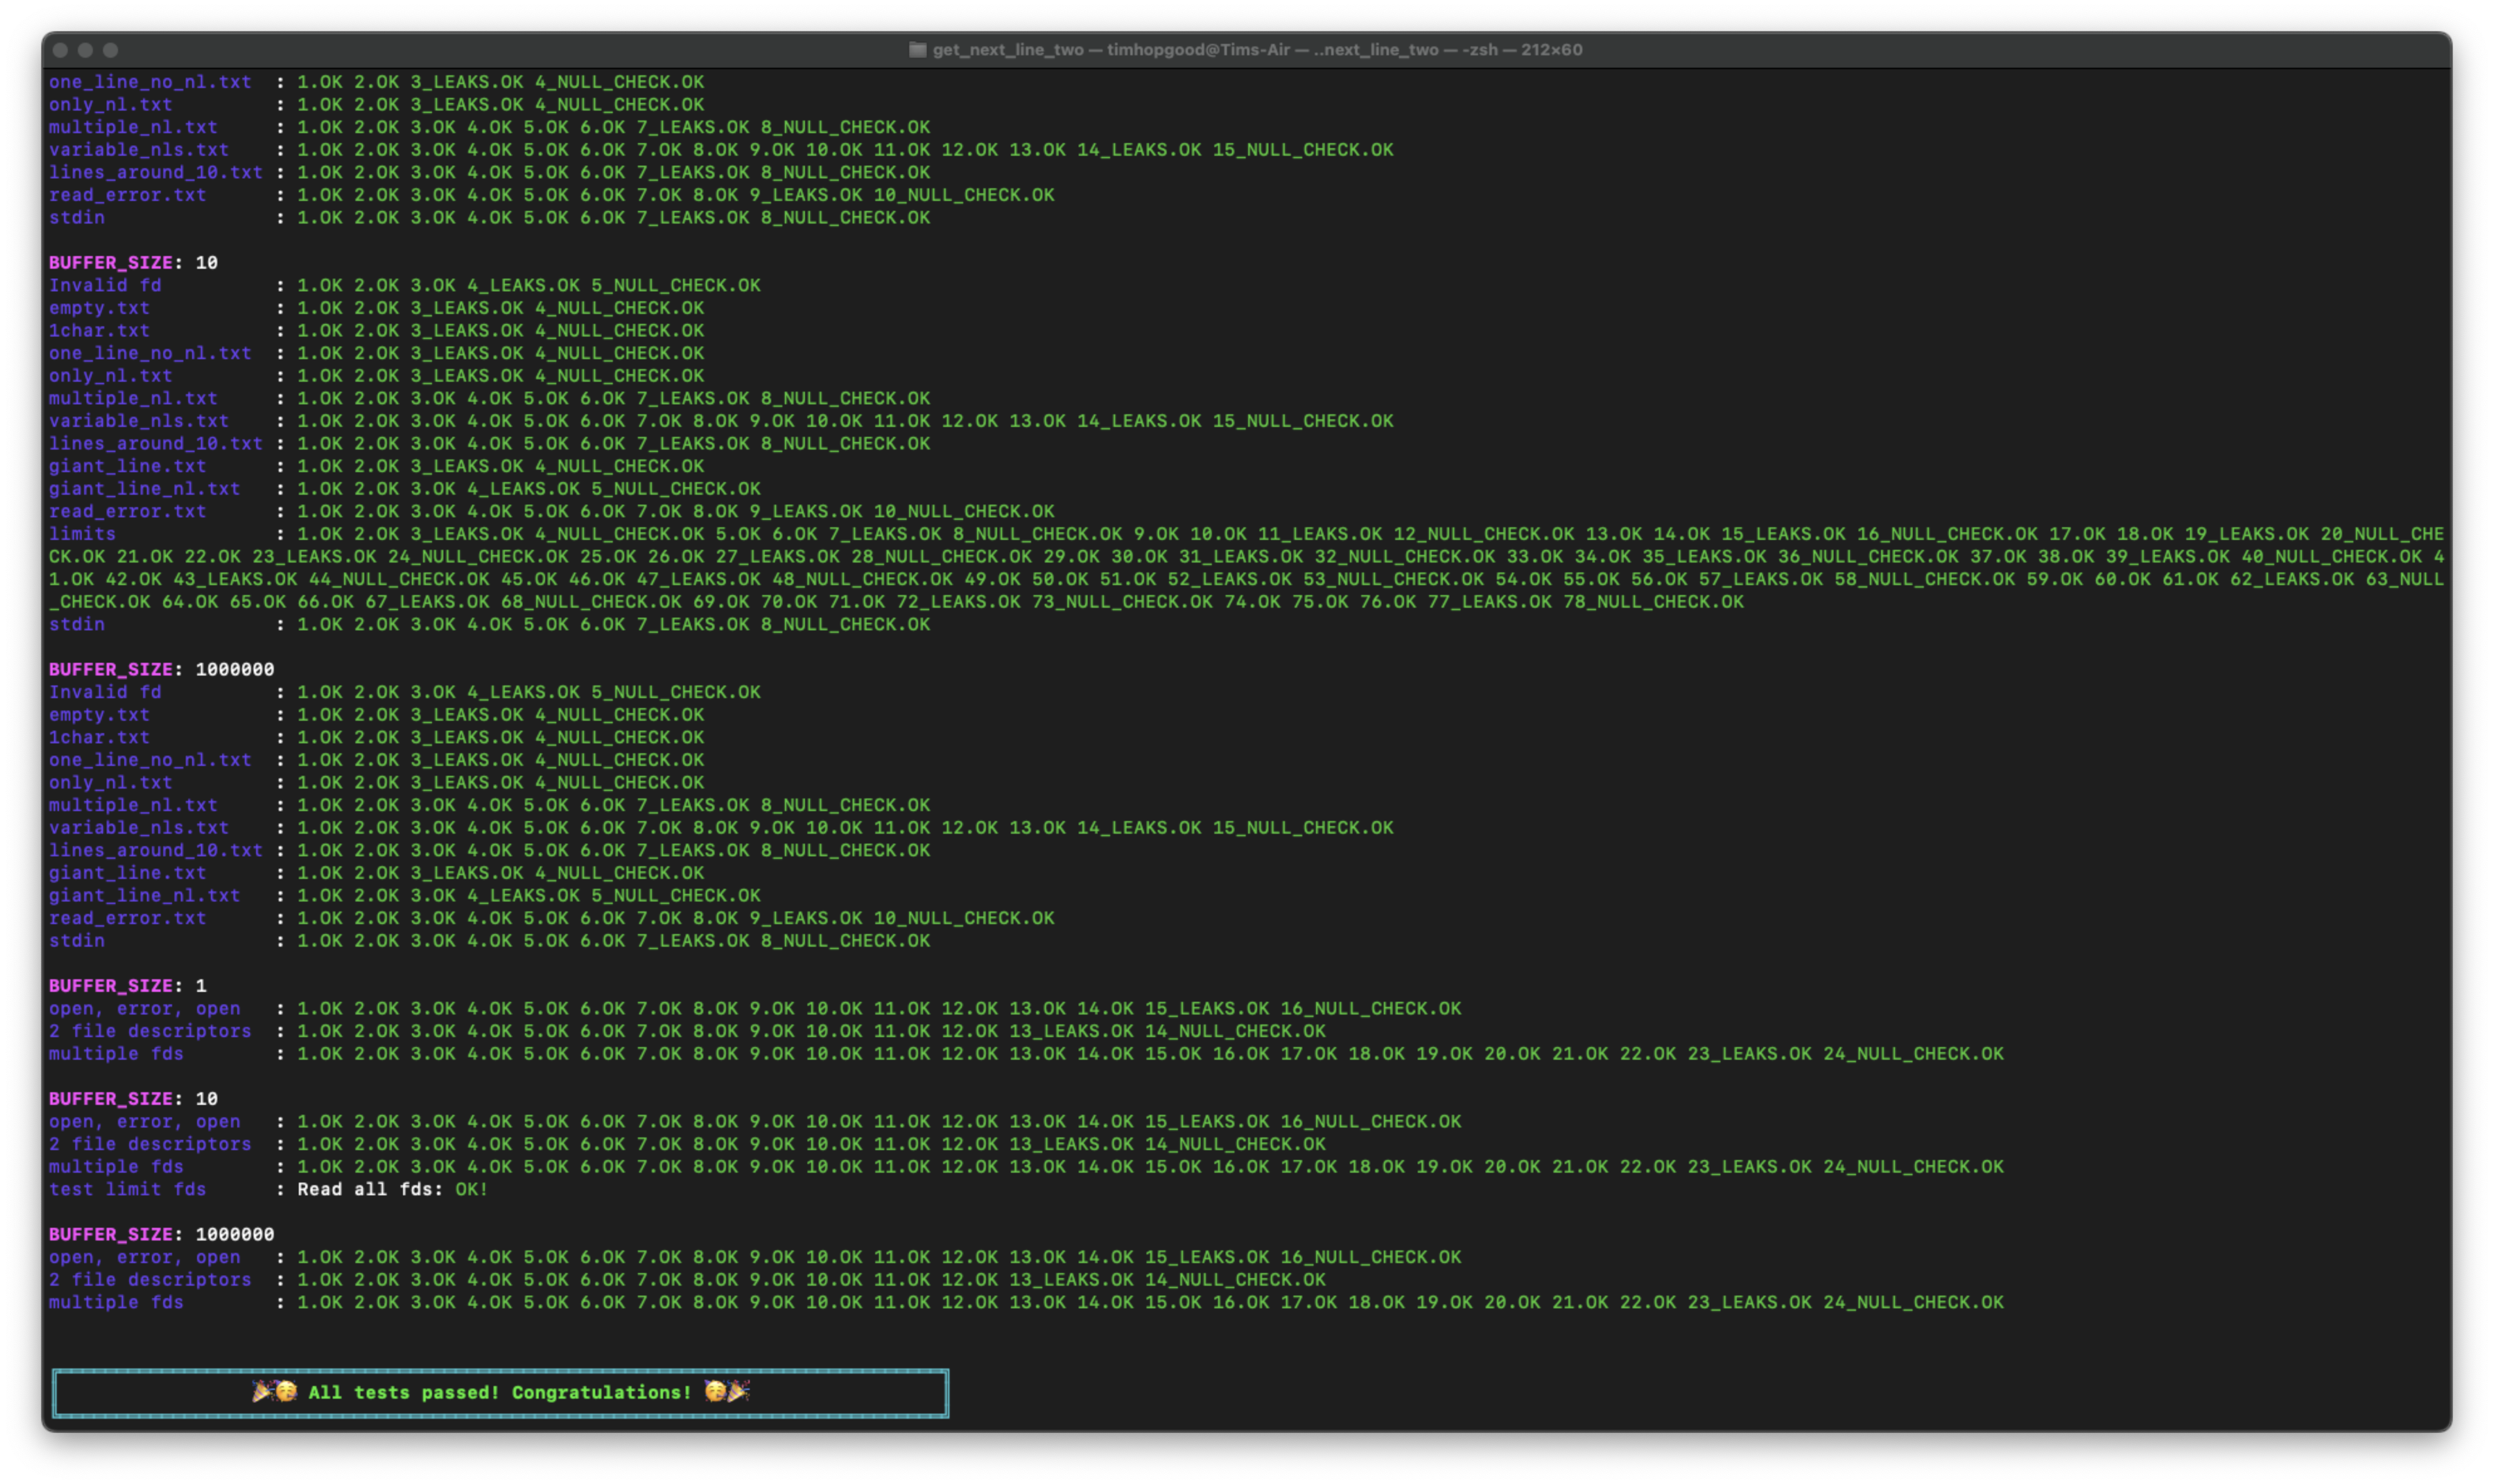 get_next_line_two — timhopgood@Tims-Air — ..next_line_two — -zsh — 212×60
one_line_no_nl.txt : 1.OK 2.OK 3_LEAKS.OK 4_NULL_CHECK.OK
only_nl.txt : 1.OK 2.OK 3_LEAKS.OK 4_NULL_CHECK.OK
multiple_nl.txt : 1.OK 2.OK 3.OK 4.OK 5.OK 6.OK 7_LEAKS.OK 8_NULL_CHECK.OK
variable_nls.txt : 1.OK 2.OK 3.OK 4.OK 5.OK 6.OK 7.OK 8.OK 9.OK 10.OK 11.OK 12.OK 13.OK 14_LEAKS.OK 15_NULL_CHECK.OK
lines_around_10.txt : 1.OK 2.OK 3.OK 4.OK 5.OK 6.OK 7_LEAKS.OK 8_NULL_CHECK.OK
read_error.txt : 1.OK 2.OK 3.OK 4.OK 5.OK 6.OK 7.OK 8.OK 9_LEAKS.OK 10_NULL_CHECK.OK
stdin : 1.OK 2.OK 3.OK 4.OK 5.OK 6.OK 7_LEAKS.OK 8_NULL_CHECK.OK
BUFFER_SIZE: 10
Invalid fd : 1.OK 2.OK 3.OK 4_LEAKS.OK 5_NULL_CHECK.OK
empty.txt : 1.OK 2.OK 3_LEAKS.OK 4_NULL_CHECK.OK
1char.txt : 1.OK 2.OK 3_LEAKS.OK 4_NULL_CHECK.OK
one_line_no_nl.txt : 1.OK 2.OK 3_LEAKS.OK 4_NULL_CHECK.OK
only_nl.txt : 1.OK 2.OK 3_LEAKS.OK 4_NULL_CHECK.OK
multiple_nl.txt : 1.OK 2.OK 3.OK 4.OK 5.OK 6.OK 7_LEAKS.OK 8_NULL_CHECK.OK
variable_nls.txt : 1.OK 2.OK 3.OK 4.OK 5.OK 6.OK 7.OK 8.OK 9.OK 10.OK 11.OK 12.OK 13.OK 14_LEAKS.OK 15_NULL_CHECK.OK
lines_around_10.txt : 1.OK 2.OK 3.OK 4.OK 5.OK 6.OK 7_LEAKS.OK 8_NULL_CHECK.OK
giant_line.txt : 1.OK 2.OK 3_LEAKS.OK 4_NULL_CHECK.OK
giant_line_nl.txt : 1.OK 2.OK 3.OK 4_LEAKS.OK 5_NULL_CHECK.OK
read_error.txt : 1.OK 2.OK 3.OK 4.OK 5.OK 6.OK 7.OK 8.OK 9_LEAKS.OK 10_NULL_CHECK.OK
limits : 1.OK 2.OK 3_LEAKS.OK 4_NULL_CHECK.OK 5.OK 6.OK 7_LEAKS.OK 8_NULL_CHECK.OK 9.OK 10.OK 11_LEAKS.OK 12_NULL_CHECK.OK 13.OK 14.OK 15_LEAKS.OK 16_NULL_CHECK.OK 17.OK 18.OK 19_LEAKS.OK 20_NULL_CHE
CK.OK 21.OK 22.OK 23_LEAKS.OK 24_NULL_CHECK.OK 25.OK 26.OK 27_LEAKS.OK 28_NULL_CHECK.OK 29.OK 30.OK 31_LEAKS.OK 32_NULL_CHECK.OK 33.OK 34.OK 35_LEAKS.OK 36_NULL_CHECK.OK 37.OK 38.OK 39_LEAKS.OK 40_NULL_CHECK.OK 4
1.OK 42.OK 43_LEAKS.OK 44_NULL_CHECK.OK 45.OK 46.OK 47_LEAKS.OK 48_NULL_CHECK.OK 49.OK 50.OK 51.OK 52_LEAKS.OK 53_NULL_CHECK.OK 54.OK 55.OK 56.OK 57_LEAKS.OK 58_NULL_CHECK.OK 59.OK 60.OK 61.OK 62_LEAKS.OK 63_NULL
_CHECK.OK 64.OK 65.OK 66.OK 67_LEAKS.OK 68_NULL_CHECK.OK 69.OK 70.OK 71.OK 72_LEAKS.OK 73_NULL_CHECK.OK 74.OK 75.OK 76.OK 77_LEAKS.OK 78_NULL_CHECK.OK
stdin : 1.OK 2.OK 3.OK 4.OK 5.OK 6.OK 7_LEAKS.OK 8_NULL_CHECK.OK
BUFFER_SIZE: 1000000
Invalid fd : 1.OK 2.OK 3.OK 4_LEAKS.OK 5_NULL_CHECK.OK
empty.txt : 1.OK 2.OK 3_LEAKS.OK 4_NULL_CHECK.OK
1char.txt : 1.OK 2.OK 3_LEAKS.OK 4_NULL_CHECK.OK
one_line_no_nl.txt : 1.OK 2.OK 3_LEAKS.OK 4_NULL_CHECK.OK
only_nl.txt : 1.OK 2.OK 3_LEAKS.OK 4_NULL_CHECK.OK
multiple_nl.txt : 1.OK 2.OK 3.OK 4.OK 5.OK 6.OK 7_LEAKS.OK 8_NULL_CHECK.OK
variable_nls.txt : 1.OK 2.OK 3.OK 4.OK 5.OK 6.OK 7.OK 8.OK 9.OK 10.OK 11.OK 12.OK 13.OK 14_LEAKS.OK 15_NULL_CHECK.OK
lines_around_10.txt : 1.OK 2.OK 3.OK 4.OK 5.OK 6.OK 7_LEAKS.OK 8_NULL_CHECK.OK
giant_line.txt : 1.OK 2.OK 3_LEAKS.OK 4_NULL_CHECK.OK
giant_line_nl.txt : 1.OK 2.OK 3.OK 4_LEAKS.OK 5_NULL_CHECK.OK
read_error.txt : 1.OK 2.OK 3.OK 4.OK 5.OK 6.OK 7.OK 8.OK 9_LEAKS.OK 10_NULL_CHECK.OK
stdin : 1.OK 2.OK 3.OK 4.OK 5.OK 6.OK 7_LEAKS.OK 8_NULL_CHECK.OK
BUFFER_SIZE: 1
open, error, open : 1.OK 2.OK 3.OK 4.OK 5.OK 6.OK 7.OK 8.OK 9.OK 10.OK 11.OK 12.OK 13.OK 14.OK 15_LEAKS.OK 16_NULL_CHECK.OK
2 file descriptors : 1.OK 2.OK 3.OK 4.OK 5.OK 6.OK 7.OK 8.OK 9.OK 10.OK 11.OK 12.OK 13_LEAKS.OK 14_NULL_CHECK.OK
multiple fds : 1.OK 2.OK 3.OK 4.OK 5.OK 6.OK 7.OK 8.OK 9.OK 10.OK 11.OK 12.OK 13.OK 14.OK 15.OK 16.OK 17.OK 18.OK 19.OK 20.OK 21.OK 22.OK 23_LEAKS.OK 24_NULL_CHECK.OK
BUFFER_SIZE: 10
open, error, open : 1.OK 2.OK 3.OK 4.OK 5.OK 6.OK 7.OK 8.OK 9.OK 10.OK 11.OK 12.OK 13.OK 14.OK 15_LEAKS.OK 16_NULL_CHECK.OK
2 file descriptors : 1.OK 2.OK 3.OK 4.OK 5.OK 6.OK 7.OK 8.OK 9.OK 10.OK 11.OK 12.OK 13_LEAKS.OK 14_NULL_CHECK.OK
multiple fds : 1.OK 2.OK 3.OK 4.OK 5.OK 6.OK 7.OK 8.OK 9.OK 10.OK 11.OK 12.OK 13.OK 14.OK 15.OK 16.OK 17.OK 18.OK 19.OK 20.OK 21.OK 22.OK 23_LEAKS.OK 24_NULL_CHECK.OK
test limit fds : Read all fds: OK!
BUFFER_SIZE: 1000000
open, error, open : 1.OK 2.OK 3.OK 4.OK 5.OK 6.OK 7.OK 8.OK 9.OK 10.OK 11.OK 12.OK 13.OK 14.OK 15_LEAKS.OK 16_NULL_CHECK.OK
2 file descriptors : 1.OK 2.OK 3.OK 4.OK 5.OK 6.OK 7.OK 8.OK 9.OK 10.OK 11.OK 12.OK 13_LEAKS.OK 14_NULL_CHECK.OK
multiple fds : 1.OK 2.OK 3.OK 4.OK 5.OK 6.OK 7.OK 8.OK 9.OK 10.OK 11.OK 12.OK 13.OK 14.OK 15.OK 16.OK 17.OK 18.OK 19.OK 20.OK 21.OK 22.OK 23_LEAKS.OK 24_NULL_CHECK.OK
🎉🥳 All tests passed! Congratulations! 🥳🎉